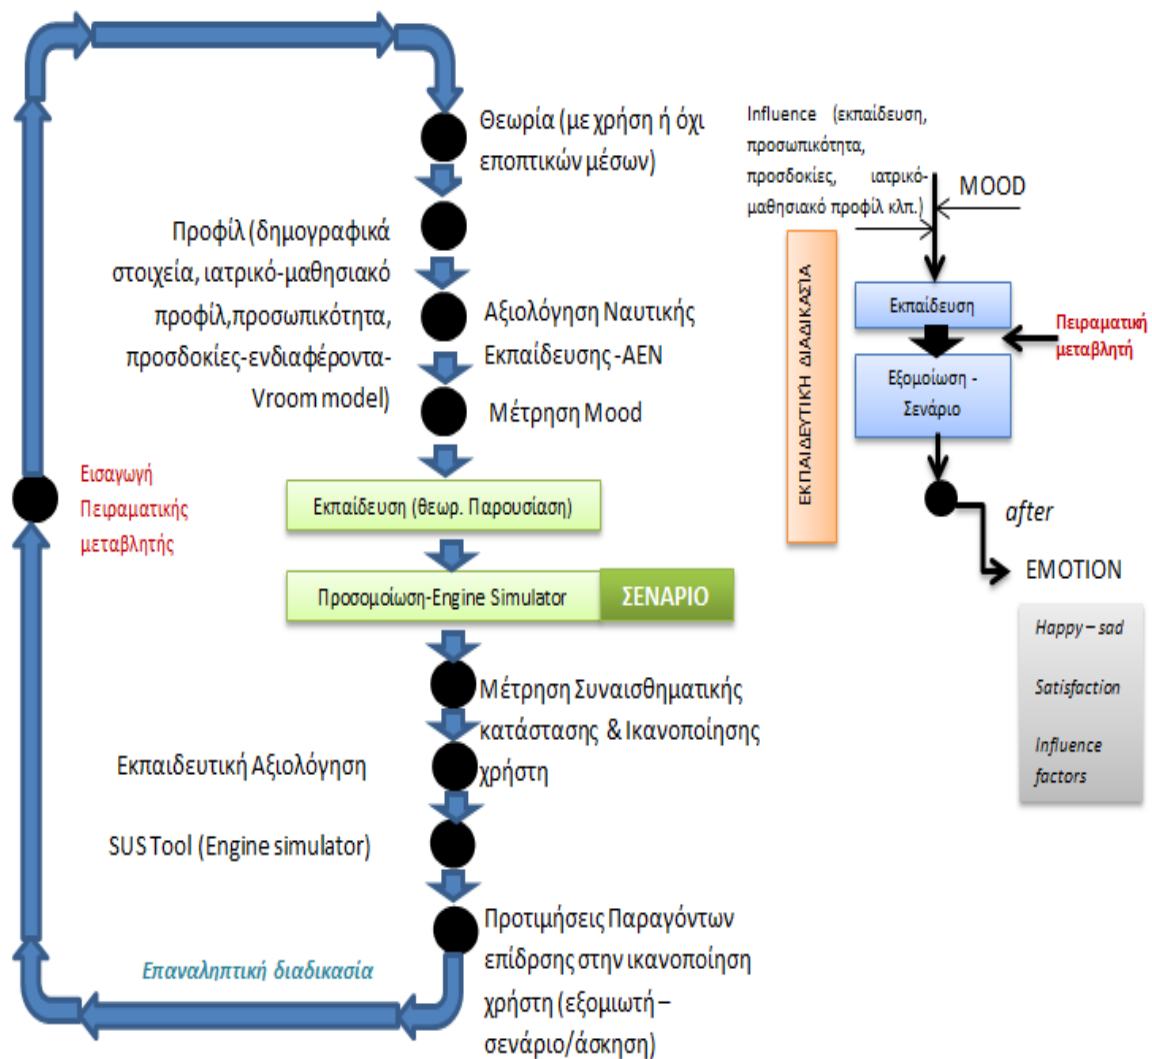 Θεωρία (με χρήση ή όχι
εποπτικών μέσων)
Προφίλ (δημογραφικά
στοιχεία, ιατρικό-μαθησιακό
προφίλ,προσωπικότητα,
προσδοκίες-ενδιαφέροντα-
Vroom model)
Αξιολόγηση Ναυτικής
Εκπαίδευσης -ΑΕΝ
Μέτρηση Mood
Εισαγωγή
Πειραματικής
μεταβλητής
Εκπαίδευση (θεωρ. Παρουσίαση)
Προσομοίωση-Engine Simulator
ΣΕΝΑΡΙΟ
Μέτρηση Συναισθηματικής
κατάστασης & Ικανοποίησης
χρήστη
Εκπαιδευτική Αξιολόγηση
SUS Tool (Engine simulator)
Προτιμήσεις Παραγόντων
επίδρσης στην ικανοποίηση
χρήστη (εξομιωτή –
σενάριο/άσκηση)
Επαναληπτική διαδικασία
Influence (εκπαίδευση,
προσωπικότητα,
προσδοκίες, ιατρικό-
μαθησιακό προφίλ κλπ.)
MOOD
ΕΚΠΑΙΔΕΥΤΙΚΉ ΔΙΑΔΙΚΑΣΊΑ
Εκπαίδευση
Πειραματική
μεταβλητή
Εξομοίωση -
Σενάριο
after
EMOTION
Happy – sad
Satisfaction
Influence
factors